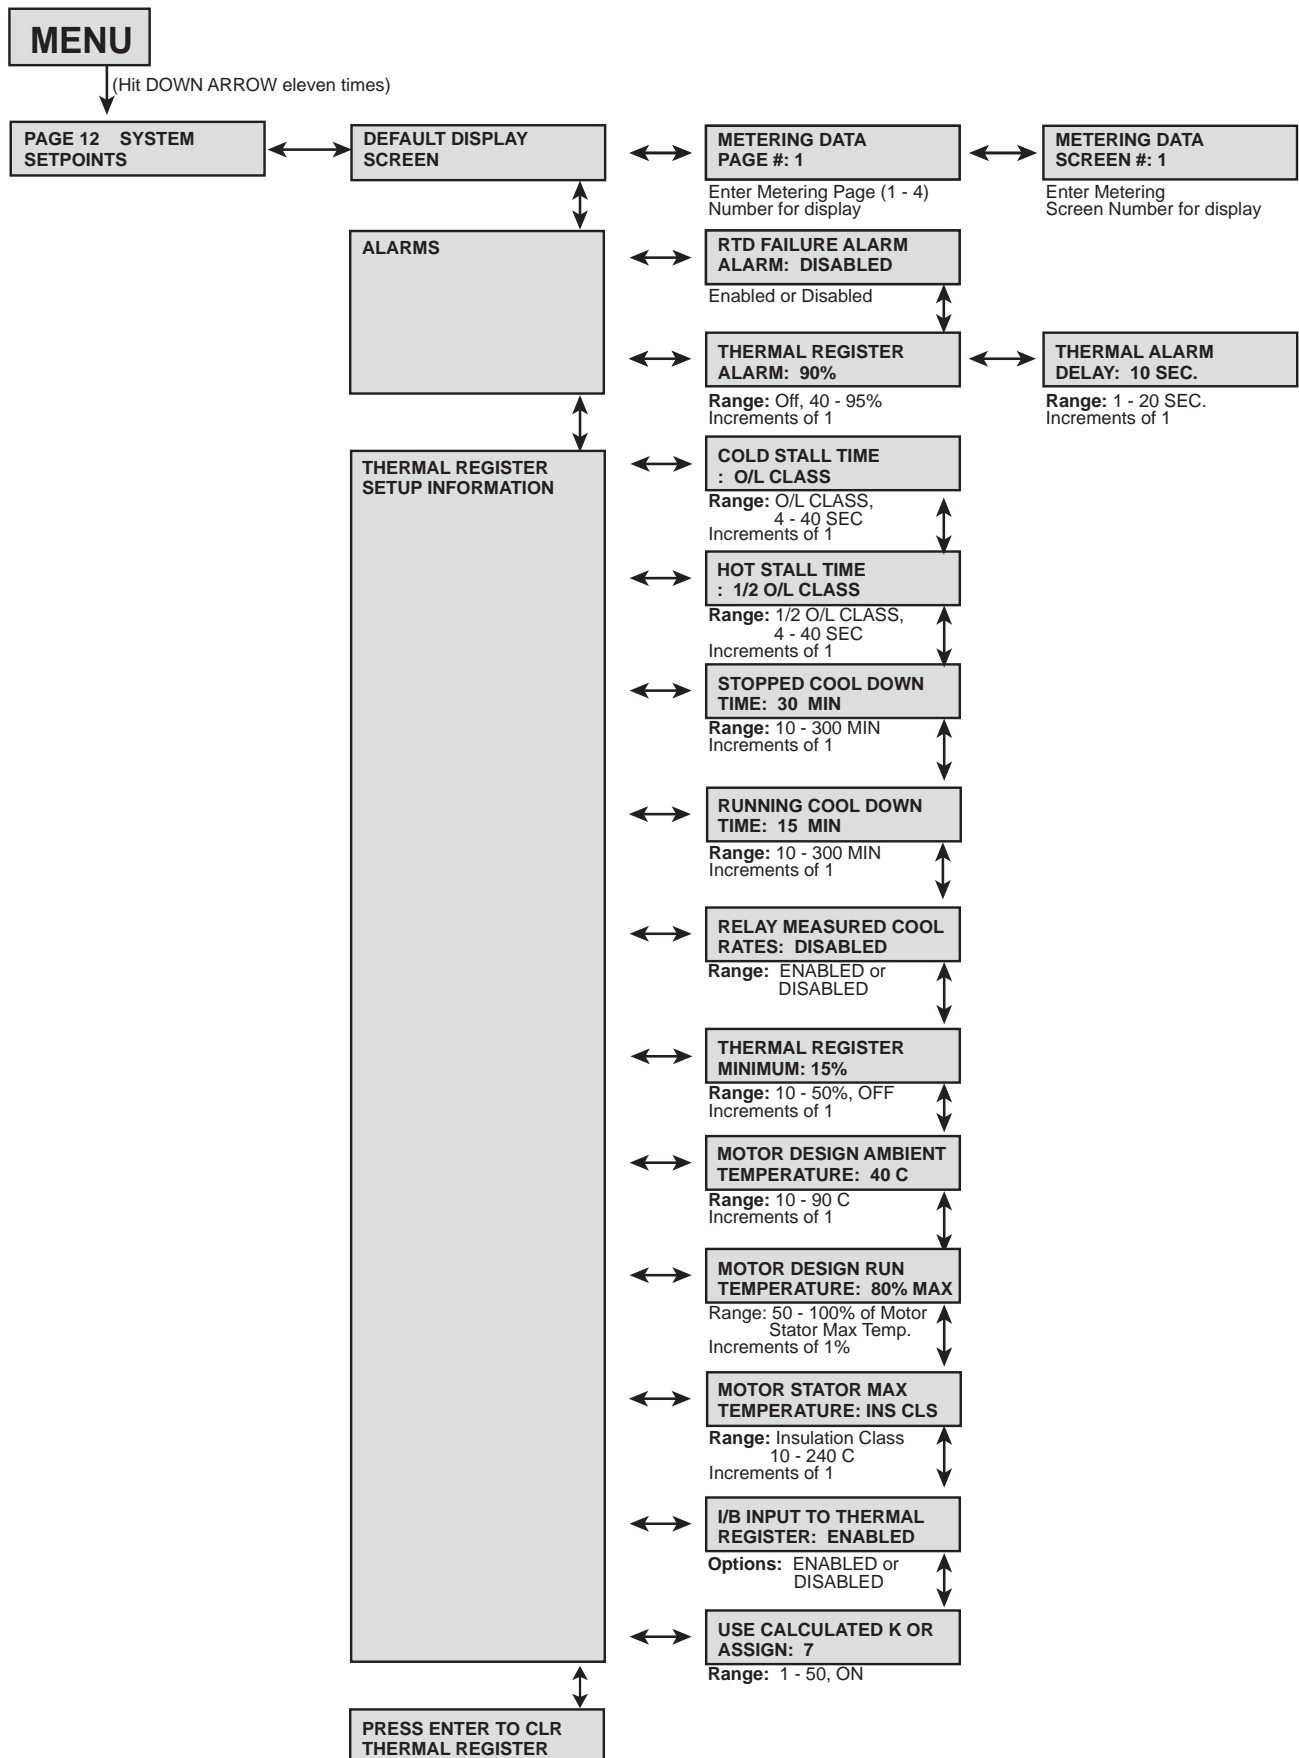 MENU
(Hit DOWN ARROW eleven times)
PAGE 12 SYSTEM
SETPOINTS
DEFAULT DISPLAY
SCREEN
METERING DATA
PAGE #: 1
Enter Metering Page (1 - 4)
Number for display
METERING DATA
SCREEN #: 1
Enter Metering
Screen Number for display
ALARMS
RTD FAILURE ALARM
ALARM: DISABLED
Enabled or Disabled
THERMAL REGISTER
ALARM: 90%
Range: Off, 40 - 95%
Increments of 1
THERMAL ALARM
DELAY: 10 SEC.
Range: 1 - 20 SEC.
Increments of 1
THERMAL REGISTER
SETUP INFORMATION
COLD STALL TIME
: O/L CLASS
Range: O/L CLASS,
4 - 40 SEC
Increments of 1
HOT STALL TIME
: 1/2 O/L CLASS
Range: 1/2 O/L CLASS,
4 - 40 SEC
Increments of 1
STOPPED COOL DOWN
TIME: 30 MIN
Range: 10 - 300 MIN
Increments of 1
RUNNING COOL DOWN
TIME: 15 MIN
Range: 10 - 300 MIN
Increments of 1
RELAY MEASURED COOL
RATES: DISABLED
Range: ENABLED or
DISABLED
THERMAL REGISTER
MINIMUM: 15%
Range: 10 - 50%, OFF
Increments of 1
MOTOR DESIGN AMBIENT
TEMPERATURE: 40 C
Range: 10 - 90 C
Increments of 1
MOTOR DESIGN RUN
TEMPERATURE: 80% MAX
Range: 50 - 100% of Motor
Stator Max Temp.
Increments of 1%
MOTOR STATOR MAX
TEMPERATURE: INS CLS
Range: Insulation Class
10 - 240 C
Increments of 1
I/B INPUT TO THERMAL
REGISTER: ENABLED
Options: ENABLED or
DISABLED
USE CALCULATED K OR
ASSIGN: 7
Range: 1 - 50, ON
PRESS ENTER TO CLR
THERMAL REGISTER